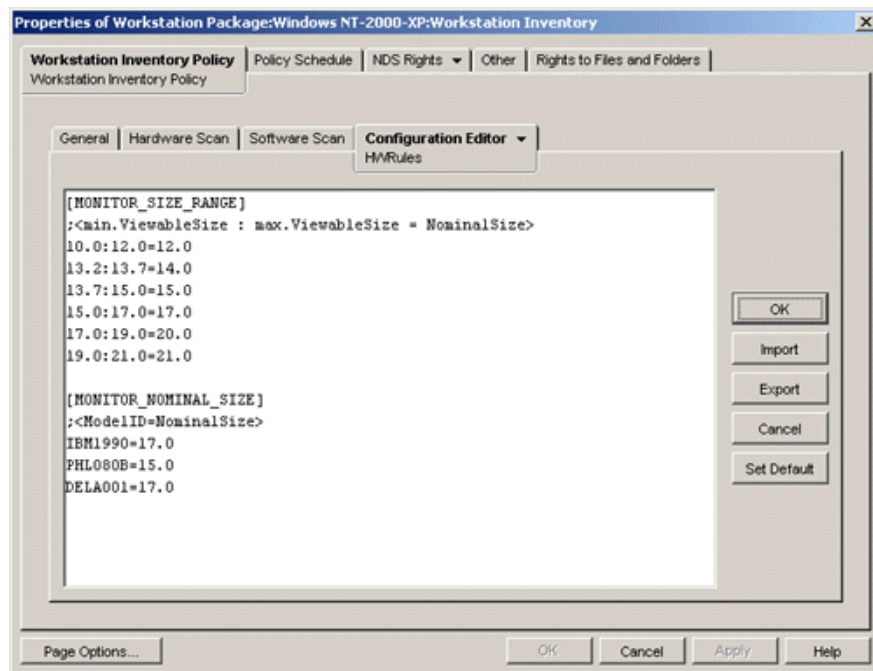 Properties of Workstation Package:Windows NT-2000-XP:Workstation Inventory
Workstation Inventory Policy Policy Schedule NDS Rights Other Rights to Files and Folders
Workstation Inventory Policy
General Hardware Scan Software Scan Configuration Editor
HWRules
[MONITOR_SIZE_RANGE]
;<min.ViewableSize : max.ViewableSize = NominalSize>
10.0:12.0=12.0
13.2:13.7=14.0
13.7:15.0=15.0
15.0:17.0=17.0
17.0:19.0=20.0
19.0:21.0=21.0
[MONITOR_NOMINAL_SIZE]
;<ModelID=NominalSize>
IBM1990=17.0
PHL080B=15.0
DELA001=17.0
OK
Import
Export
Cancel
Set Default
Page Options... OK Cancel Apply Help